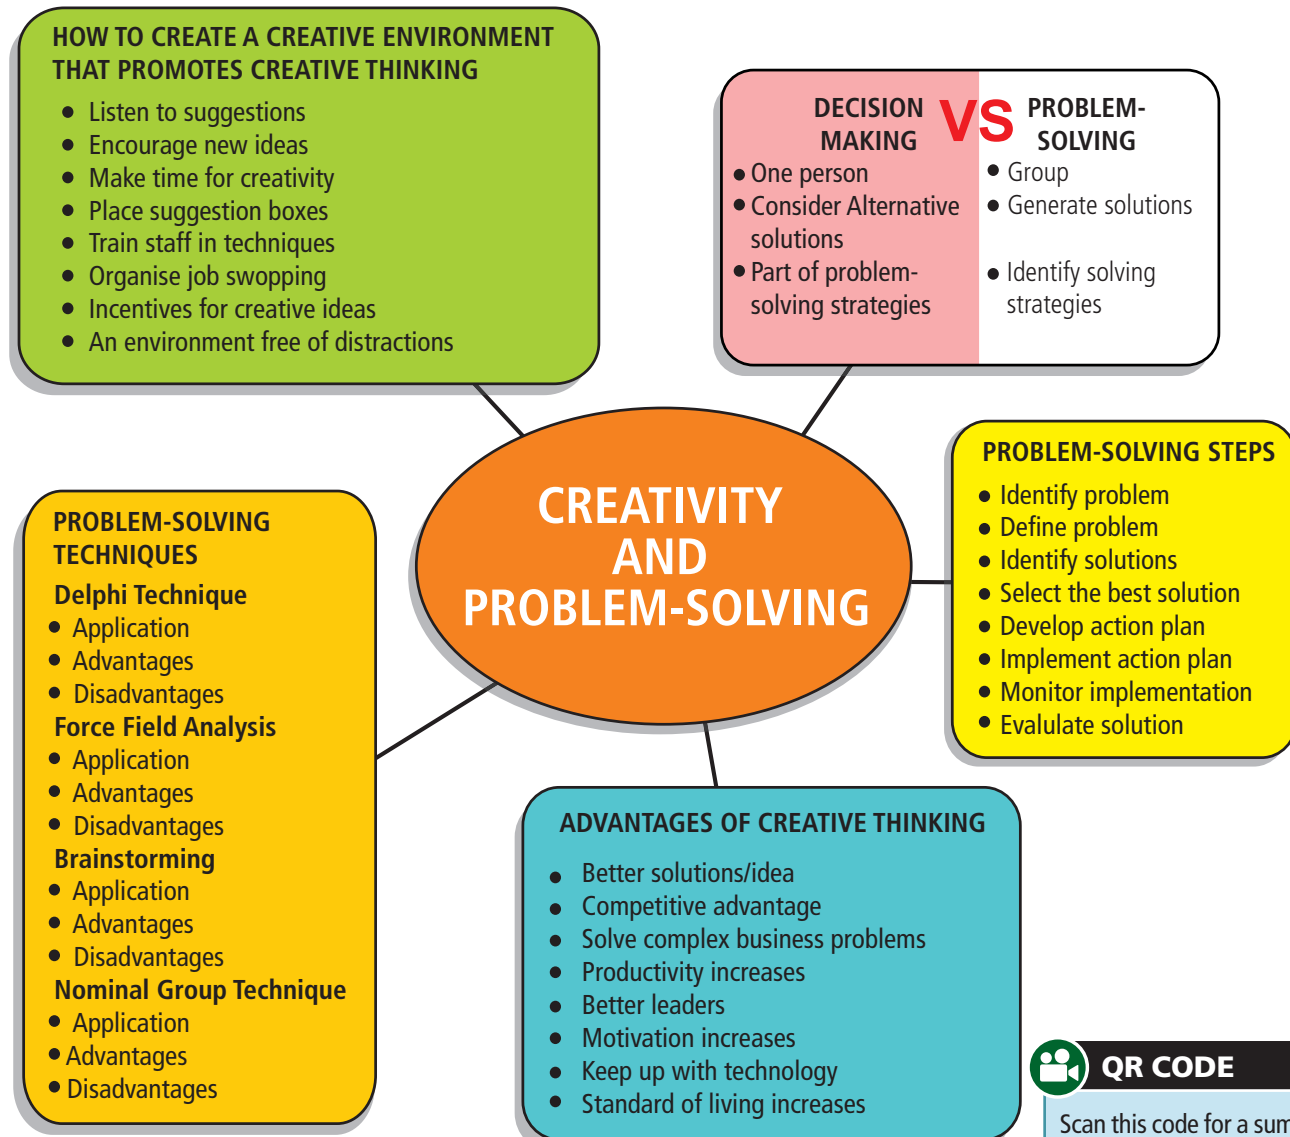 HOW TO CREATE A CREATIVE ENVIRONMENT
THAT PROMOTES CREATIVE THINKING
• Listen to suggestions
• Encourage new ideas
• Make time for creativity
• Place suggestion boxes
• Train staff in techniques
• Organise job swopping
• Incentives for creative ideas
• An environment free of distractions
DECISION
MAKING
• One person
• Consider Alternative
solutions
• Part of problem-
solving strategies
VS
PROBLEM-
SOLVING
• Group
• Generate solutions
• Identify solving
strategies
CREATIVITY
AND
PROBLEM-SOLVING
PROBLEM-SOLVING STEPS
• Identify problem
• Define problem
• Identify solutions
• Select the best solution
• Develop action plan
• Implement action plan
• Monitor implementation
• Evalulate solution
PROBLEM-SOLVING
TECHNIQUES
Delphi Technique
• Application
• Advantages
• Disadvantages
Force Field Analysis
• Application
• Advantages
• Disadvantages
Brainstorming
• Application
• Advantages
• Disadvantages
Nominal Group Technique
• Application
• Advantages
• Disadvantages
ADVANTAGES OF CREATIVE THINKING
• Better solutions/idea
• Competitive advantage
• Solve complex business problems
• Productivity increases
• Better leaders
• Motivation increases
• Keep up with technology
• Standard of living increases
QR CODE
Scan this code for a sum